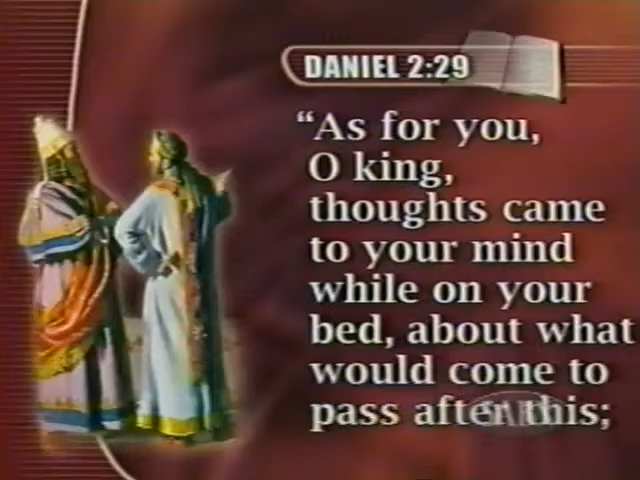 DANIEL 2:29
“As for you,
O king,
thoughts came
to your mind
while on your
bed, about what
would come to
pass after this;